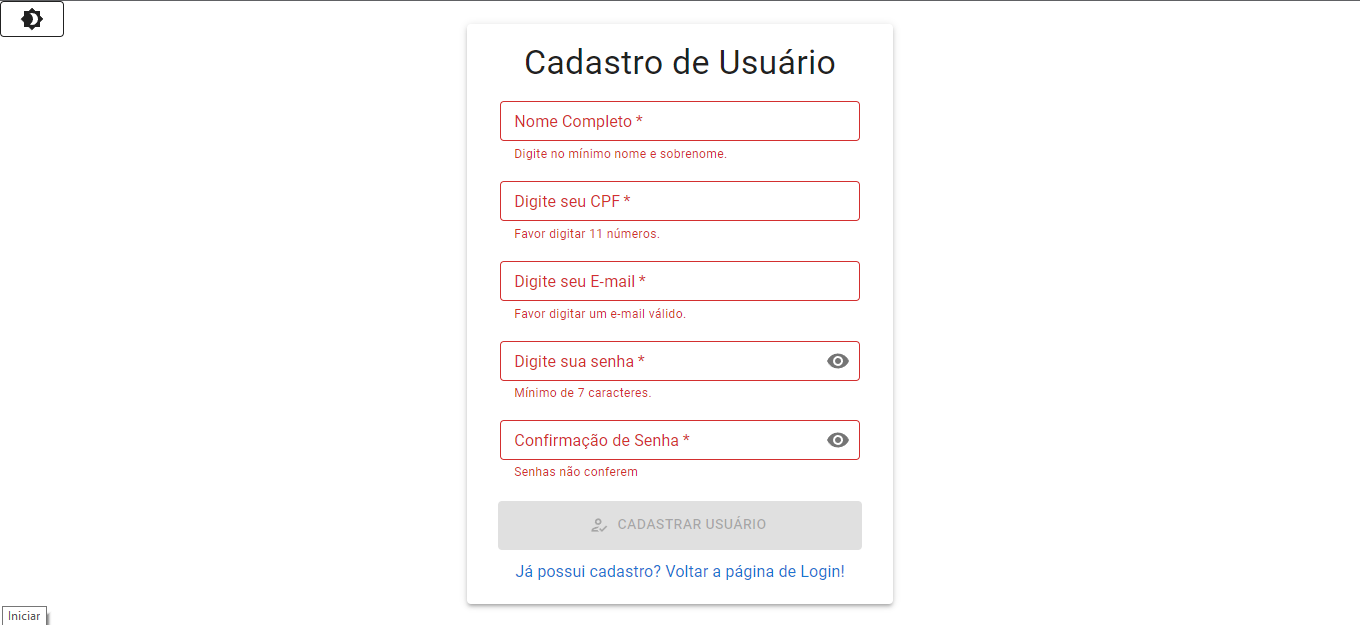 Cadastro de Usuário
Nome Completo *
Digite no mínimo nome e sobrenome.
Digite seu CPF *
Favor digitar 11 números.
Digite seu E-mail *
Favor digitar um e-mail válido.
Digite sua senha *
Mínimo de 7 caracteres.
Confirmação de Senha *
Senhas não conferem
CADASTRAR USUÁRIO
Já possui cadastro? Voltar a página de Login!
Iniciar